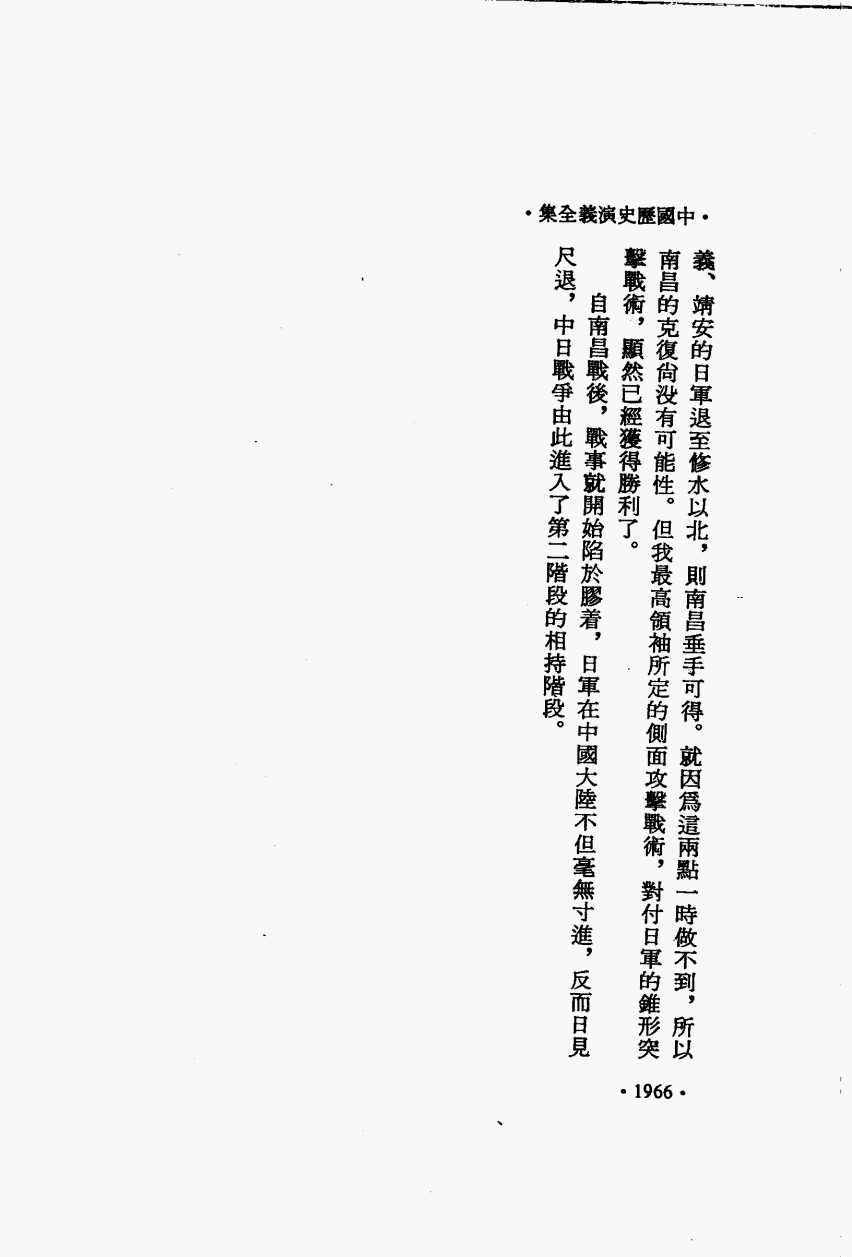 •中國歷史演義全集•
義、靖安的日軍退至修水以北，則南昌垂手可得。就因爲這兩點一時做不到，所以
南昌的克復尙没有可能性。但我最高領袖所定的側面攻擊戰術，對付日軍的錐形突
擊戰術，顯然已經獲得勝利了。
自南昌戰後，戰事就開始陷於膠着，日軍在中國大陸不但毫無寸進，反而日見
尺退，中日戰爭由此進入了第二階段的相持階段。
•1966•